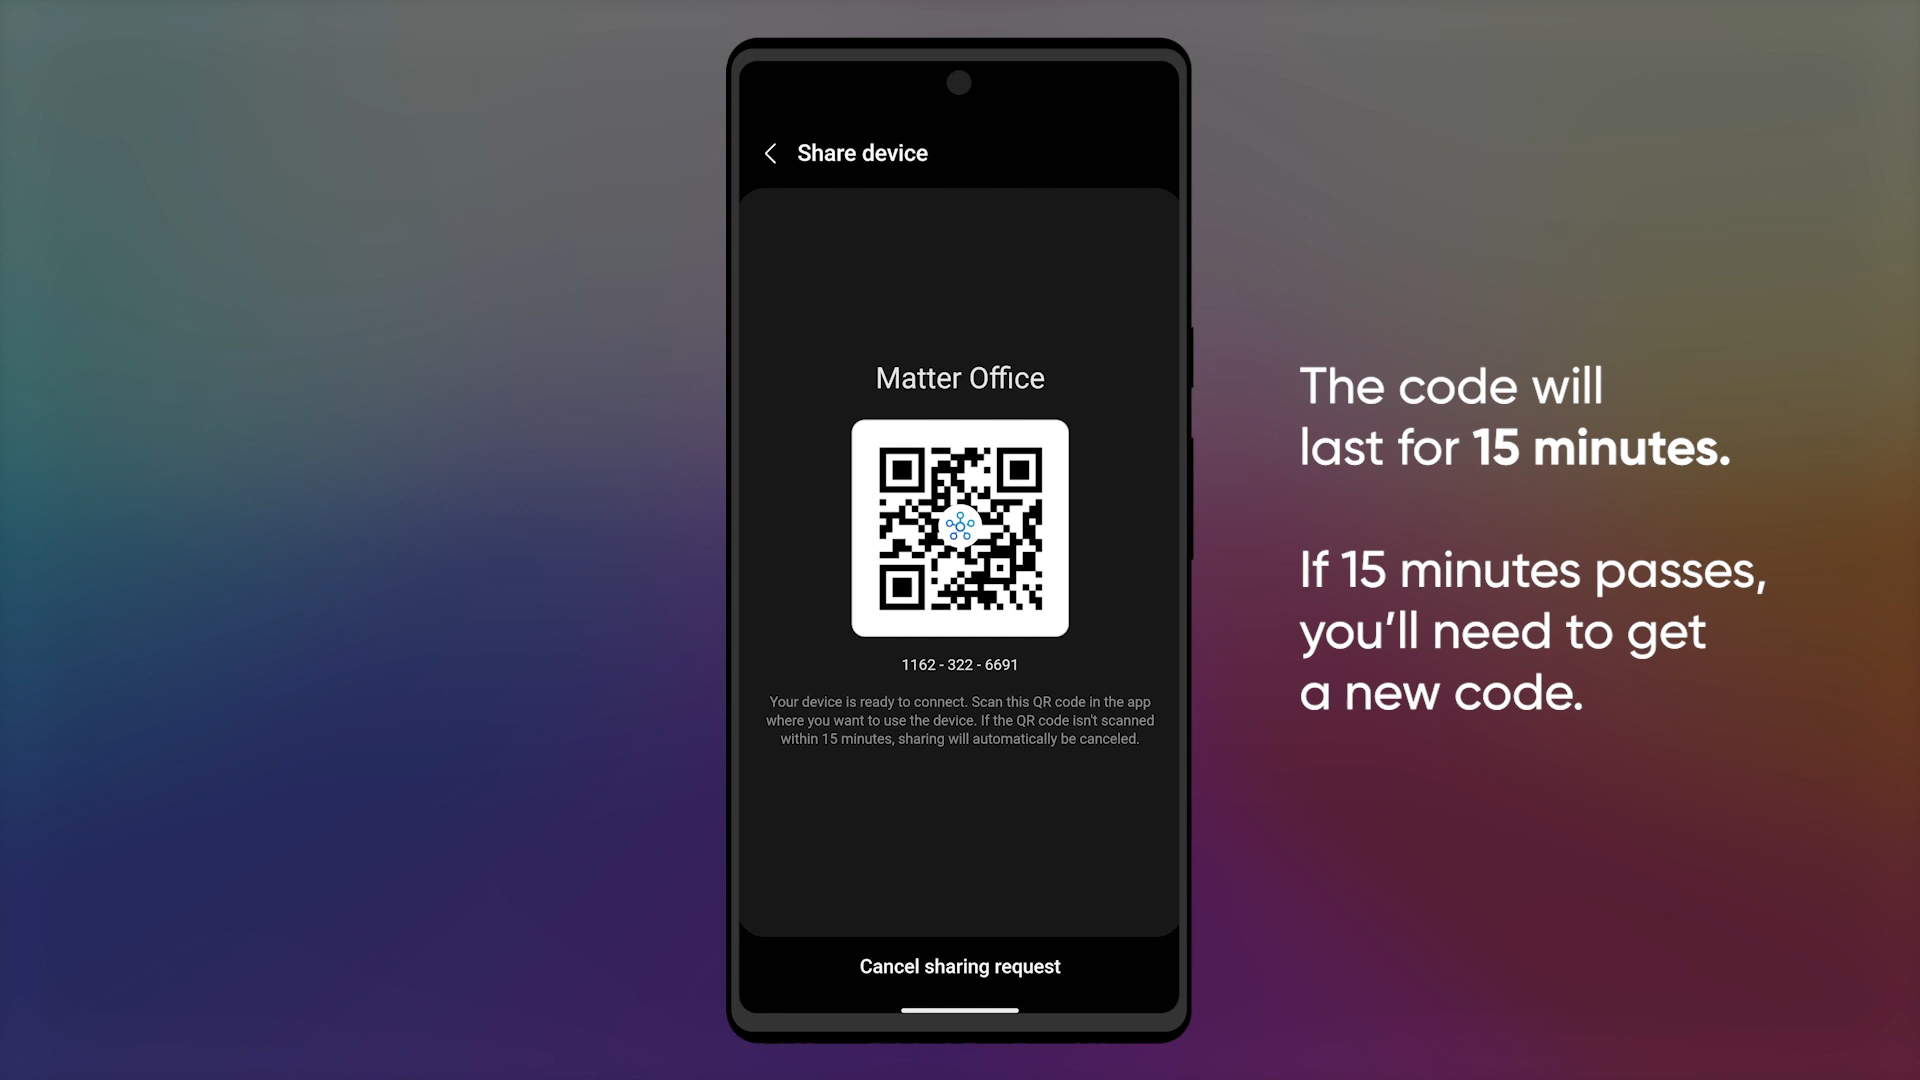 Share device
Matter Office
1162 - 322 - 6691
Your device is ready to connect. Scan this QR code in the app
where you want to use the device. If the QR code isn't scanned
within 15 minutes, sharing will automatically be canceled.
Cancel sharing request
The code will
last for 15 minutes.
If 15 minutes passes,
you’ll need to get
a new code.